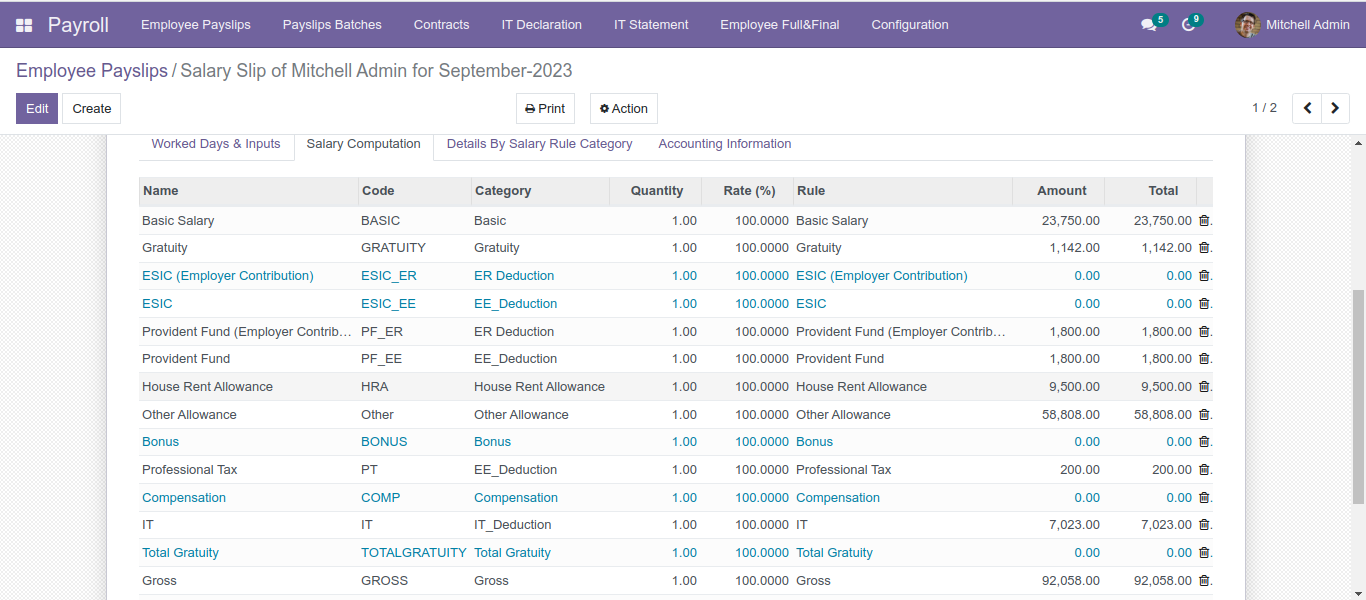 Payroll Employee Payslips Payslips Batches Contracts IT Declaration IT Statement Employee Full&Final Configuration 5 9 Mitchell Admin
Employee Payslips / Salary Slip of Mitchell Admin for September-2023
Edit Create Print Action 1 / 2
Worked Days & Inputs Salary Computation Details By Salary Rule Category Accounting Information
Name Code Category Quantity Rate (%) Rule Amount Total
Basic Salary BASIC Basic 1.00 100.0000 Basic Salary 23,750.00 23,750.00
Gratuity GRATUITY Gratuity 1.00 100.0000 Gratuity 1,142.00 1,142.00
ESIC (Employer Contribution) ESIC_ER ER Deduction 1.00 100.0000 ESIC (Employer Contribution) 0.00 0.00
ESIC ESIC_EE EE_Deduction 1.00 100.0000 ESIC 0.00 0.00
Provident Fund (Employer Contrib… PF_ER ER Deduction 1.00 100.0000 Provident Fund (Employer Contrib… 1,800.00 1,800.00
Provident Fund PF_EE EE_Deduction 1.00 100.0000 Provident Fund 1,800.00 1,800.00
House Rent Allowance HRA House Rent Allowance 1.00 100.0000 House Rent Allowance 9,500.00 9,500.00
Other Allowance Other Other Allowance 1.00 100.0000 Other Allowance 58,808.00 58,808.00
Bonus BONUS Bonus 1.00 100.0000 Bonus 0.00 0.00
Professional Tax PT EE_Deduction 1.00 100.0000 Professional Tax 200.00 200.00
Compensation COMP Compensation 1.00 100.0000 Compensation 0.00 0.00
IT IT IT_Deduction 1.00 100.0000 IT 7,023.00 7,023.00
Total Gratuity TOTALGRATUITY Total Gratuity 1.00 100.0000 Total Gratuity 0.00 0.00
Gross GROSS Gross 1.00 100.0000 Gross 92,058.00 92,058.00